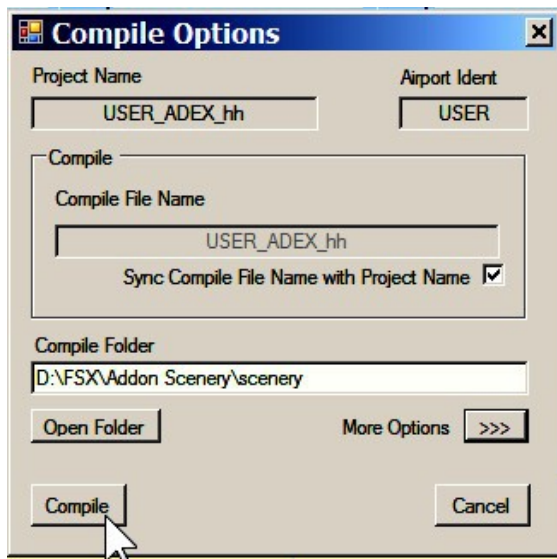 Compile Options
Project Name Airport Ident
USER_ADEX_hh USER
Compile
Compile File Name
USER_ADEX_hh
Sync Compile File Name with Project Name
Compile Folder
D:\FSX\Addon Scenery\scenery
Open Folder More Options >>>
Compile Cancel